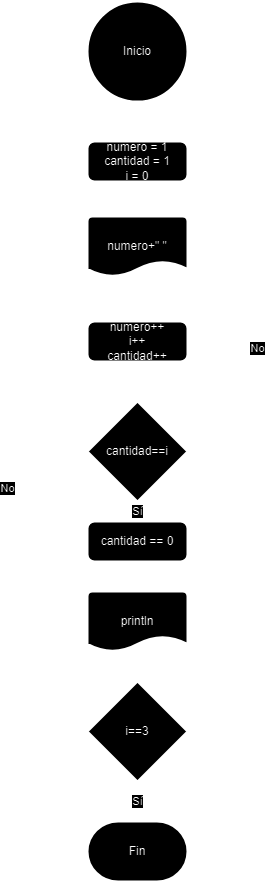 Inicio
numero = 1
cantidad = 1
i = 0
numero+" "
numero++
i++
cantidad++
No
cantidad==i
No
Sí
cantidad == 0
println
i==3
Sí
Fin